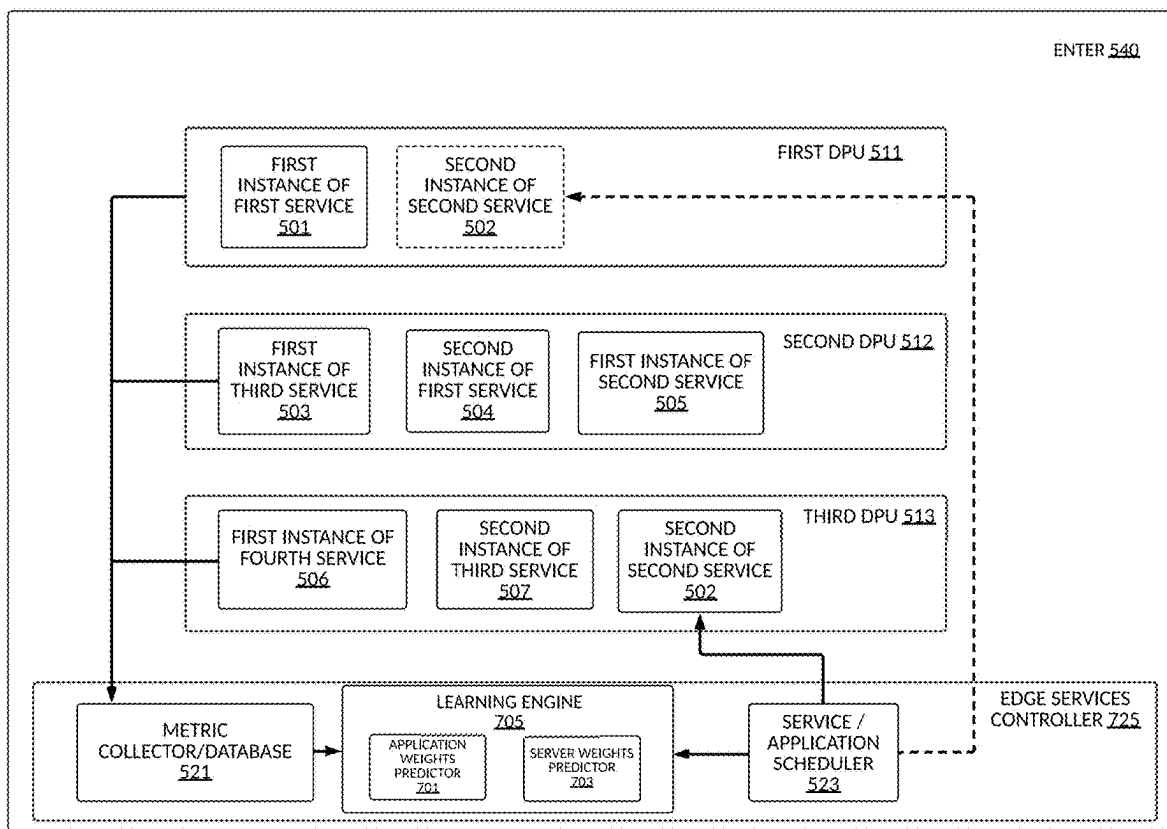 ENTER 540
FIRST DPU 511
FIRST
INSTANCE OF
FIRST SERVICE
501
SECOND
INSTANCE OF
SECOND SERVICE
502
SECOND DPU 512
FIRST
INSTANCE OF
THIRD SERVICE
503
SECOND
INSTANCE OF
FIRST SERVICE
504
FIRST INSTANCE OF
SECOND SERVICE
505
THIRD DPU 513
FIRST INSTANCE OF
FOURTH SERVICE
506
SECOND
INSTANCE OF
THIRD SERVICE
507
SECOND
INSTANCE OF
SECOND SERVICE
502
EDGE SERVICES
CONTROLLER 725
METRIC
COLLECTOR/DATABASE
521
LEARNING ENGINE
705
APPLICATION
WEIGHTS
PREDICTOR
701
SERVER WEIGHTS
PREDICTOR
703
SERVICE /
APPLICATION
SCHEDULER
523